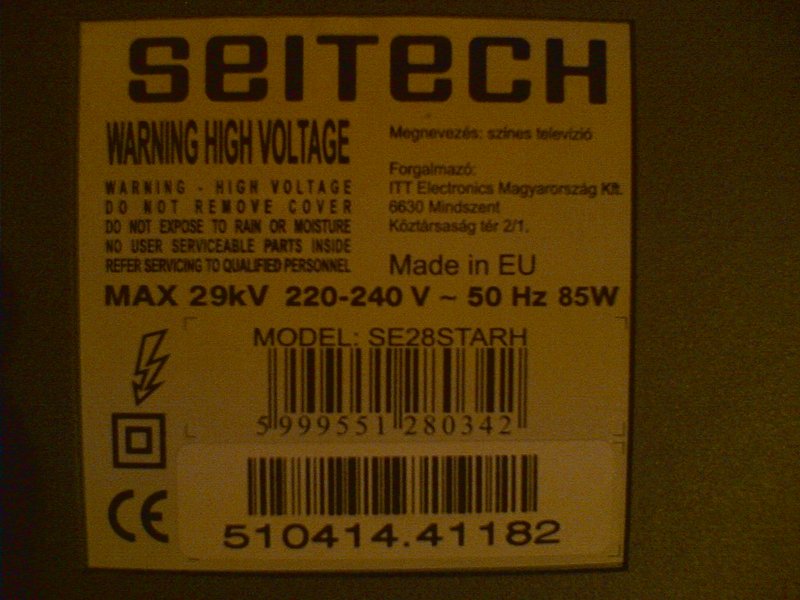 SEITECH
WARNING HIGH VOLTAGE
WARNING - HIGH VOLTAGE
DO NOT REMOVE COVER
DO NOT EXPOSE TO RAIN OR MOISTURE
NO USER SERVICEABLE PARTS INSIDE
REFER SERVICING TO QUALIFIED PERSONNEL
Megnevezés: színes televízió
Forgalmazó:
ITT Electronics Magyarország Kft.
6630 Mindszent
Köztársaság tér 2/1.
Made in EU
MAX 29kV 220-240 V ~ 50 Hz 85W
MODEL: SE28STARH
5 999551 280342
CE
510414.41182